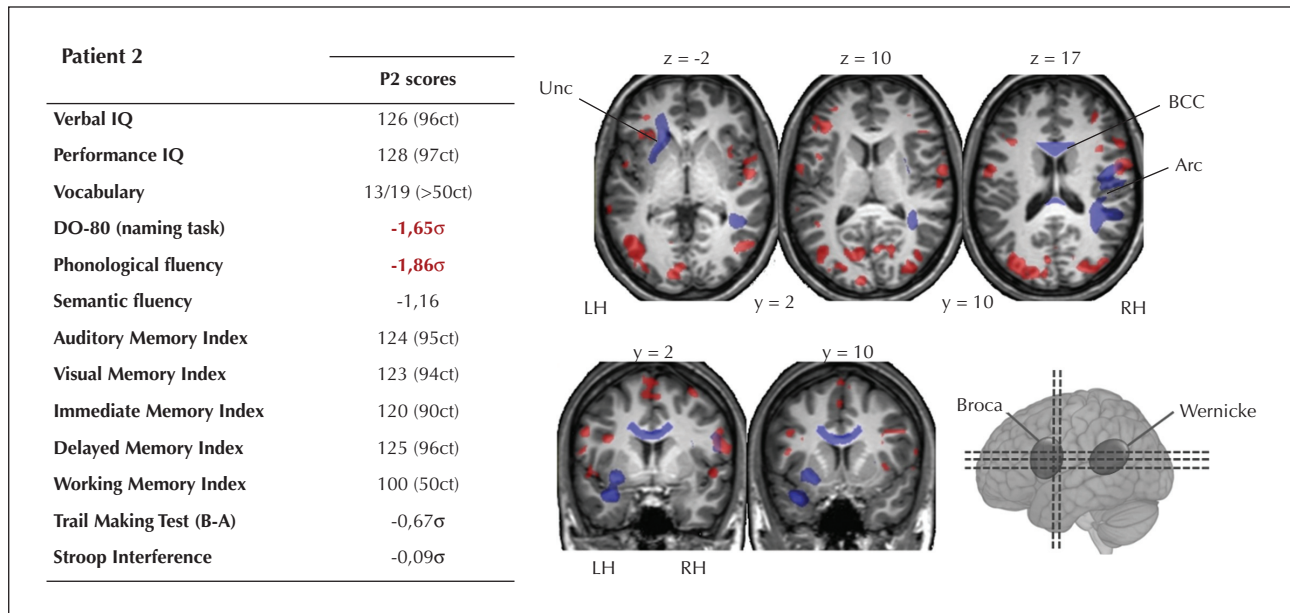 Patient 2
P2 scores
Verbal IQ 126 (96ct)
Performance IQ 128 (97ct)
Vocabulary 13/19 (>50ct)
DO-80 (naming task) -1,65σ
Phonological fluency -1,86σ
Semantic fluency -1,16
Auditory Memory Index 124 (95ct)
Visual Memory Index 123 (94ct)
Immediate Memory Index 120 (90ct)
Delayed Memory Index 125 (96ct)
Working Memory Index 100 (50ct)
Trail Making Test (B-A) -0,67σ
Stroop Interference -0,09σ
z = -2 z = 10 z = 17
Unc
BCC
Arc
LH y = 2 y = 10 RH
y = 2 y = 10
Broca
Wernicke
LH RH